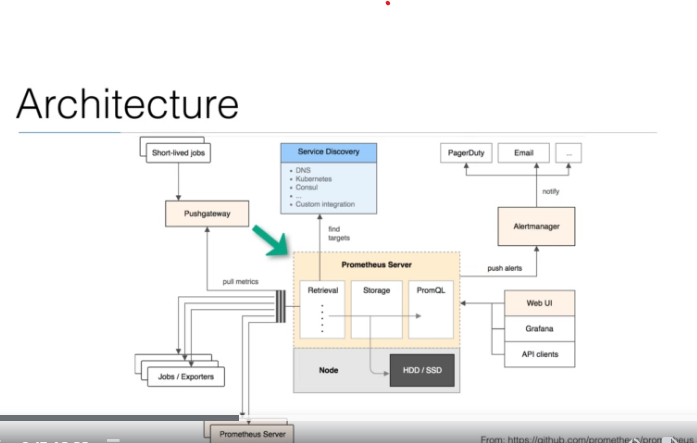 Architecture
Short-lived jobs
Service Discovery
• DNS
• Kubernetes
• Consul
• ...
• Custom integration
PagerDuty
Email
...
notify
Pushgateway
find
targets
Alertmanager
Prometheus Server
push alerts
pull metrics
Retrieval
Storage
PromQL
Web UI
Grafana
API clients
Node
HDD / SSD
Jobs / Exporters
Prometheus Server
From: https://github.com/prometheus/prometheus